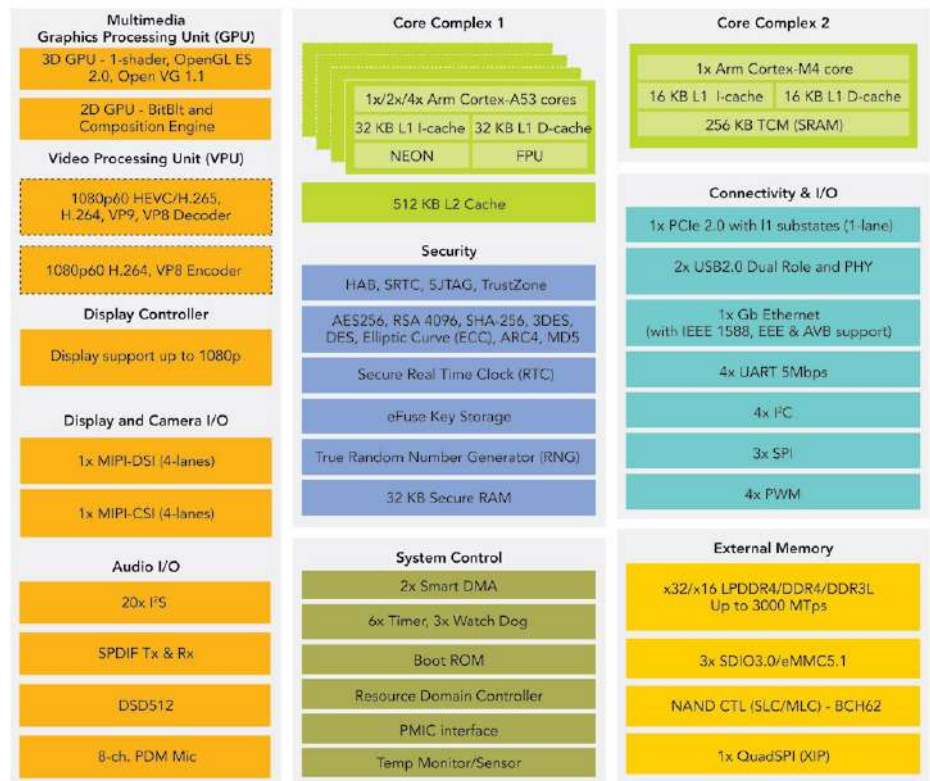 Multimedia
Graphics Processing Unit (GPU)
3D GPU - 1-shader, OpenGL ES
2.0, Open VG 1.1
2D GPU - BitBlt and
Composition Engine
Video Processing Unit (VPU)
1080p60 HEVC/H.265,
H.264, VP9, VP8 Decoder
1080p60 H.264, VP8 Encoder
Display Controller
Display support up to 1080p
Display and Camera I/O
1x MIPI-DSI (4-lanes)
1x MIPI-CSI (4-lanes)
Audio I/O
20x I²S
SPDIF Tx & Rx
DSD512
8-ch. PDM Mic
Core Complex 1
1x/2x/4x Arm Cortex-A53 cores
32 KB L1 I-cache
32 KB L1 D-cache
NEON
FPU
512 KB L2 Cache
Security
HAB, SRTC, SJTAG, TrustZone
AES256, RSA 4096, SHA-256, 3DES,
DES, Elliptic Curve (ECC), ARC4, MD5
Secure Real Time Clock (RTC)
eFuse Key Storage
True Random Number Generator (RNG)
32 KB Secure RAM
System Control
2x Smart DMA
6x Timer, 3x Watch Dog
Boot ROM
Resource Domain Controller
PMIC interface
Temp Monitor/Sensor
Core Complex 2
1x Arm Cortex-M4 core
16 KB L1 I-cache
16 KB L1 D-cache
256 KB TCM (SRAM)
Connectivity & I/O
1x PCIe 2.0 with l1 substates (1-lane)
2x USB2.0 Dual Role and PHY
1x Gb Ethernet
(with IEEE 1588, EEE & AVB support)
4x UART 5Mbps
4x I²C
3x SPI
4x PWM
External Memory
x32/x16 LPDDR4/DDR4/DDR3L
Up to 3000 MTps
3x SDIO3.0/eMMC5.1
NAND CTL (SLC/MLC) - BCH62
1x QuadSPI (XIP)